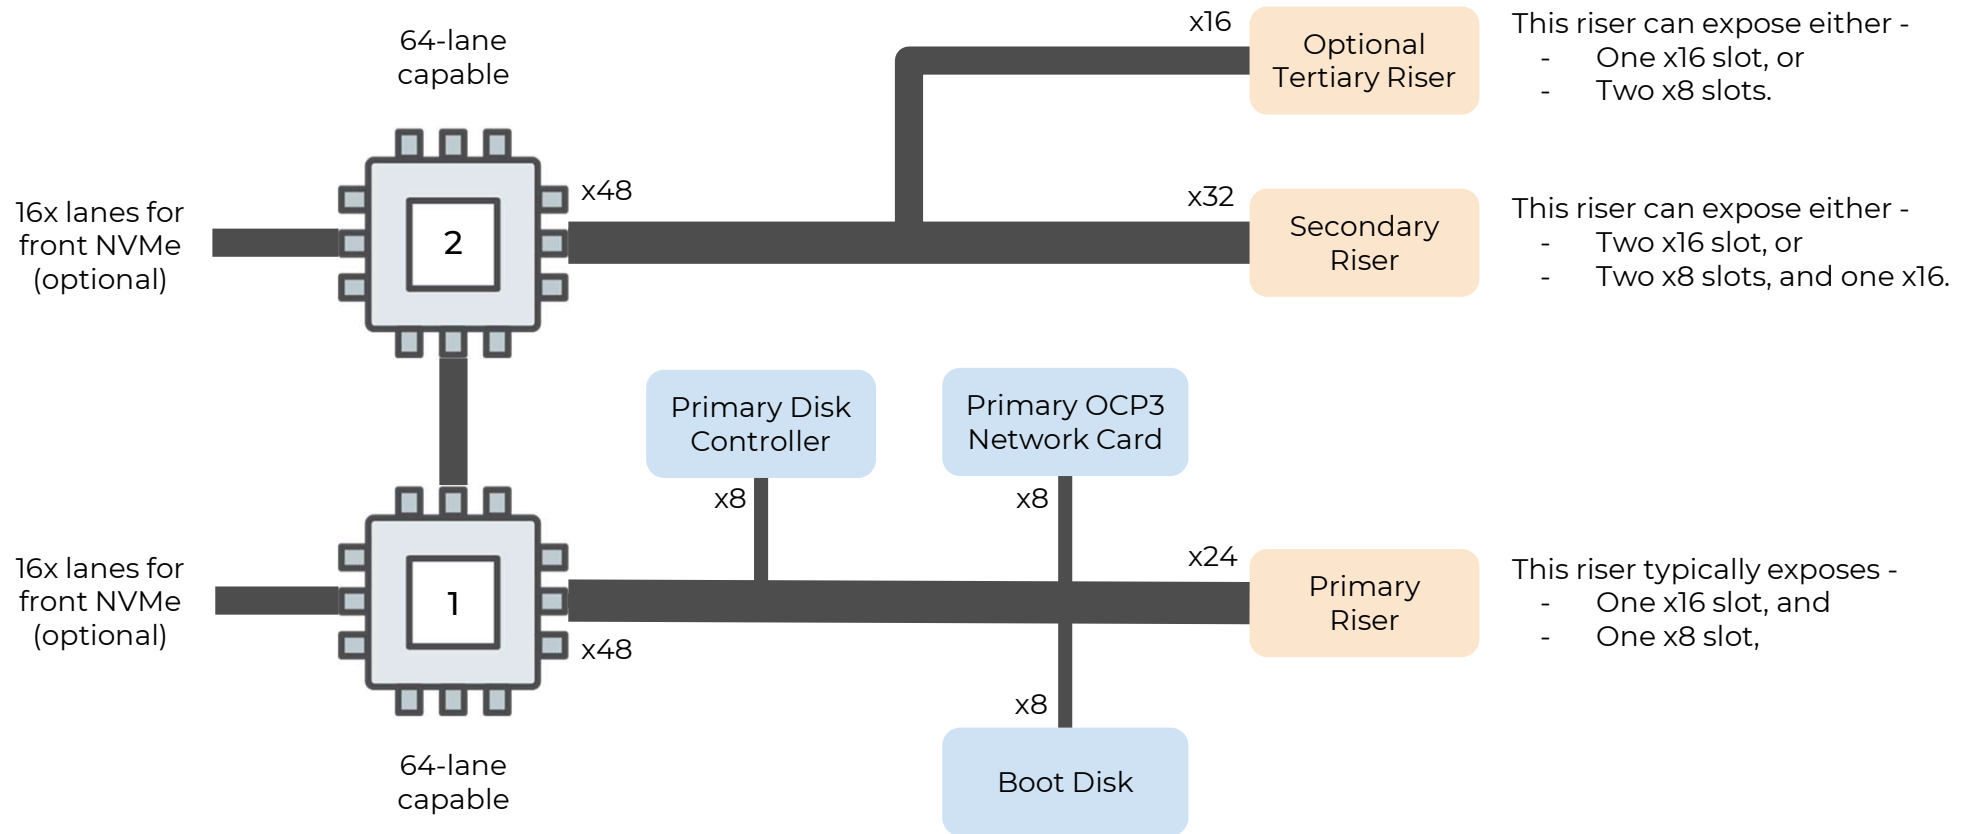 64-lane
capable
x16
Optional
Tertiary Riser
This riser can expose either -
- One x16 slot, or
- Two x8 slots.
16x lanes for
front NVMe
(optional)
2
x48
x32
Secondary
Riser
This riser can expose either -
- Two x16 slot, or
- Two x8 slots, and one x16.
Primary Disk
Controller
x8
Primary OCP3
Network Card
x8
16x lanes for
front NVMe
(optional)
1
x48
x24
Primary
Riser
This riser typically exposes -
- One x16 slot, and
- One x8 slot,
x8
Boot Disk
64-lane
capable